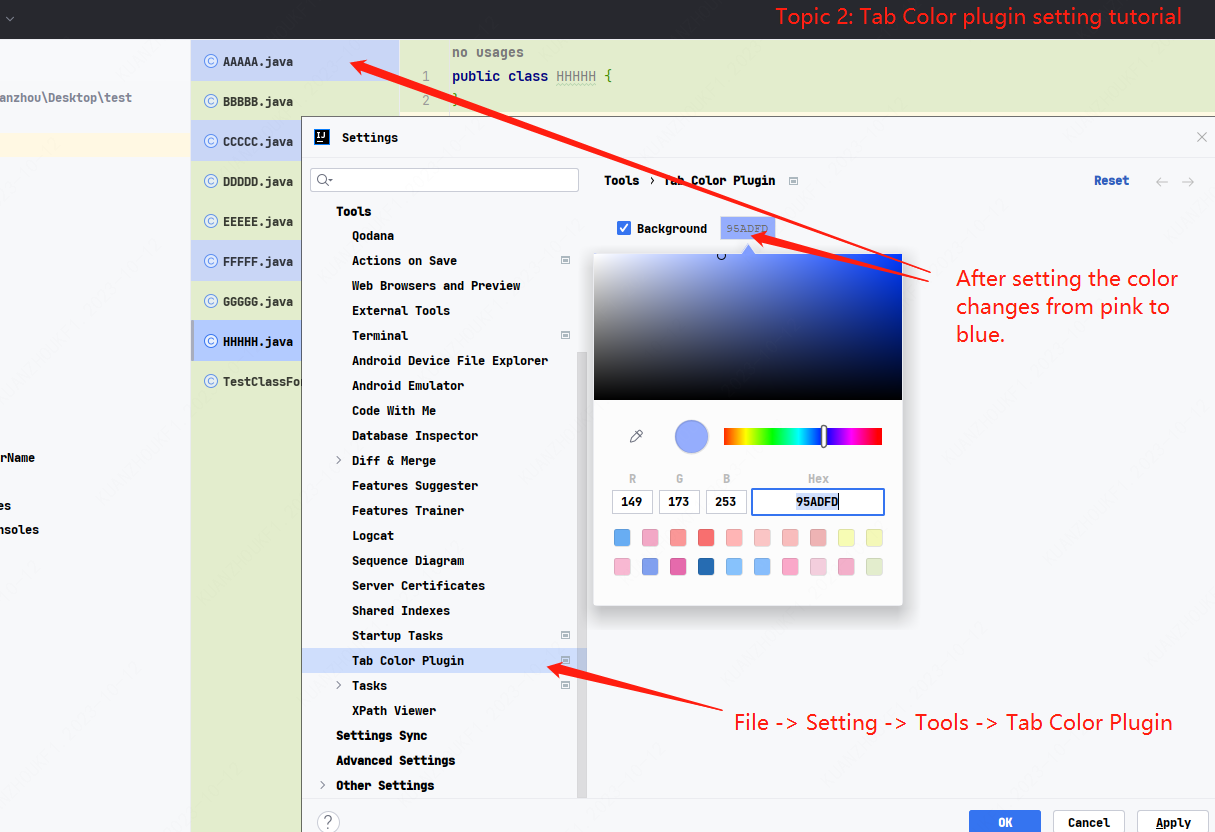 Topic 2: Tab Color plugin setting tutorial
anzhou\Desktop\test
rName
es
nsoles
AAAAA.java
BBBBB.java
CCCCC.java
DDDDD.java
EEEEE.java
FFFFF.java
GGGGG.java
HHHHH.java
TestClassFo
no usages
1 public class HHHHH {
2 }
Settings
Tools
Qodana
Actions on Save
Web Browsers and Preview
External Tools
Terminal
Android Device File Explorer
Android Emulator
Code With Me
Database Inspector
Diff & Merge
Features Suggester
Features Trainer
Logcat
Sequence Diagram
Server Certificates
Shared Indexes
Startup Tasks
Tab Color Plugin
Tasks
XPath Viewer
Settings Sync
Advanced Settings
Other Settings
?
Tools › Tab Color Plugin
Reset
Background 95ADFD
R G B Hex
149 173 253 95ADFD
After setting the color
changes from pink to
blue.
File -> Setting -> Tools -> Tab Color Plugin
OK Cancel Apply